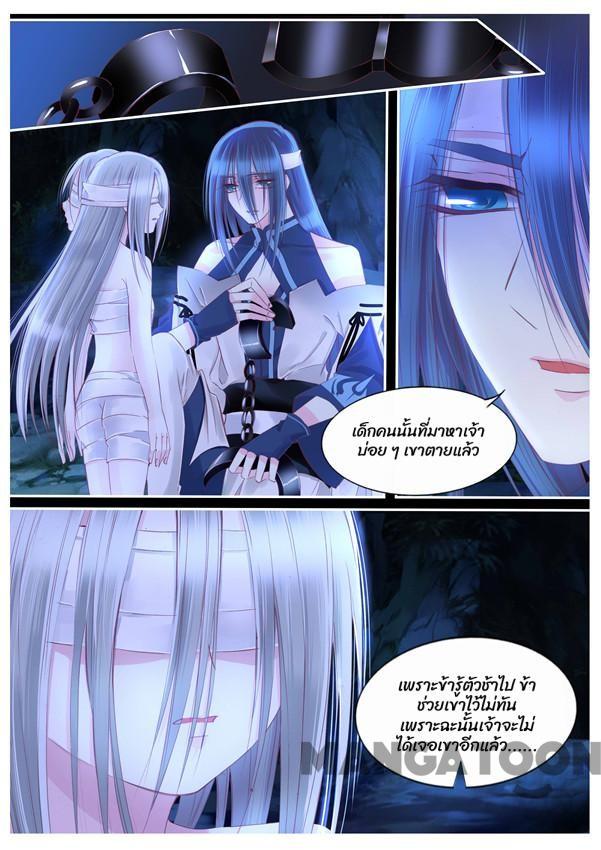 เด็กคนนั้นที่มาหาเจ้า
บ่อย ๆ เขาตายแล้ว
เพราะข้ารู้ตัวช้าไป ข้า
ช่วยเขาไว้ไม่ทัน
เพราะฉะนั้นเจ้าจะไม่
ได้เจอเขาอีกแล้ว......
MANGATOON